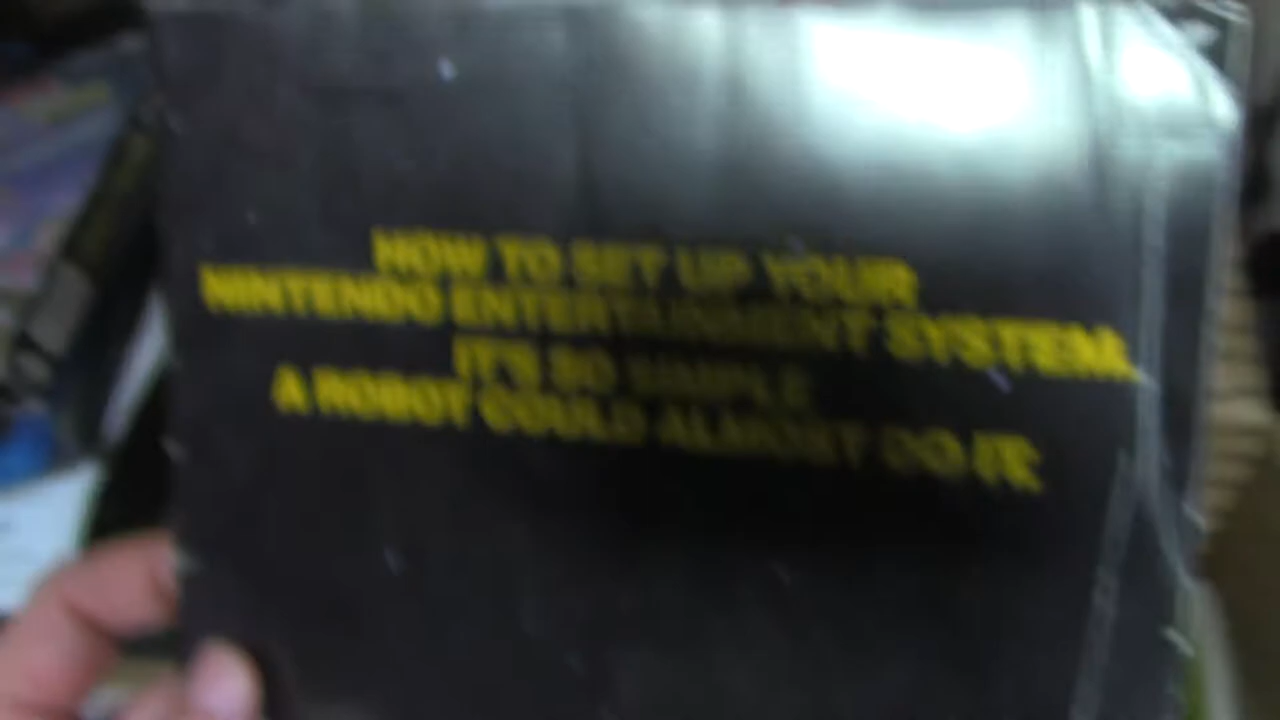 HOW TO SET UP YOUR
NINTENDO ENTERTAINMENT SYSTEM.
IT'S SO SIMPLE
A ROBOT COULD ALMOST DO IT.